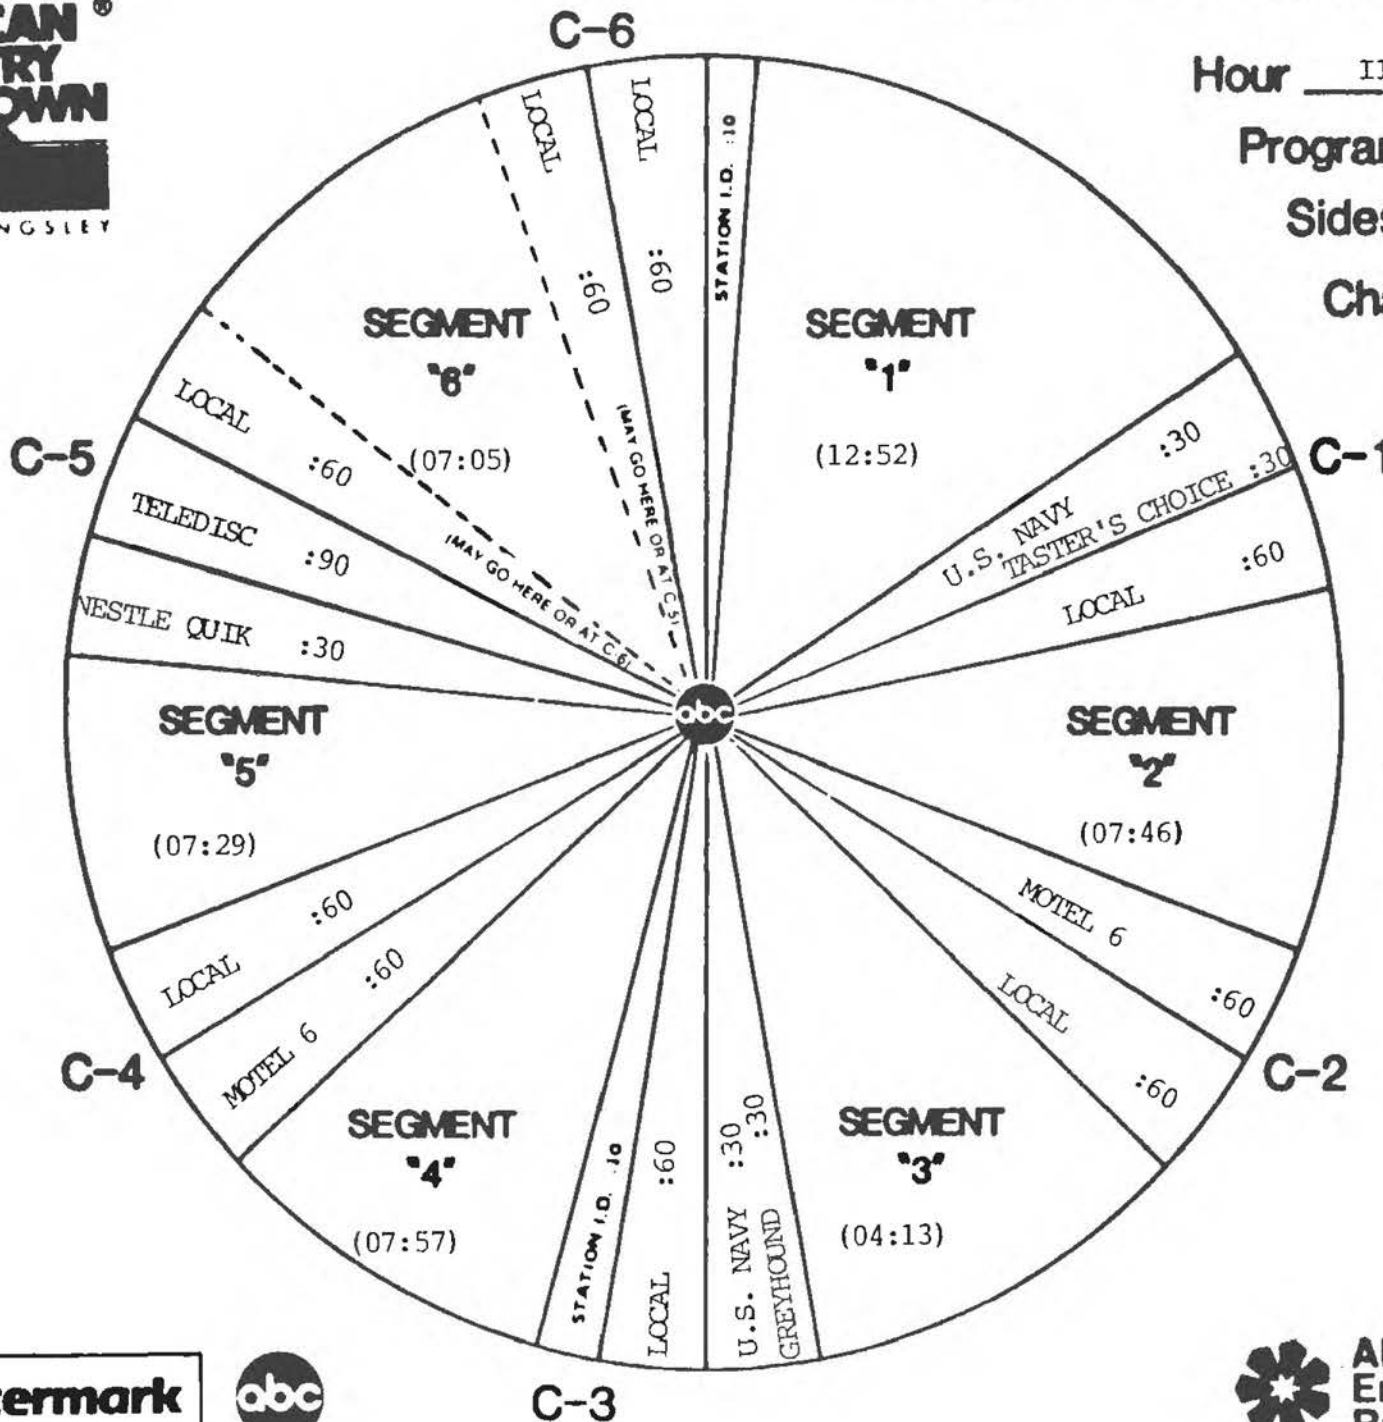 C-6
Hour II
LOCAL :60
LOCAL :60
STATION I.D. :10
SEGMENT
"6"
(07:05)
SEGMENT
"1"
(12:52)
C-5
C-1
LOCAL :60
(MAY GO HERE OR AT C.5)
(MAY GO HERE OR AT C.6)
U.S. NAVY :30
TASTER'S CHOICE :30
LOCAL :60
TELEDISC :90
NESTLE QUIK :30
abc
SEGMENT
"5"
(07:29)
SEGMENT
"2"
(07:46)
LOCAL :60
MOTEL 6 :60
MOTEL 6 :60
LOCAL :60
C-4
C-2
SEGMENT
"4"
(07:57)
STATION I.D. :10
LOCAL :60
U.S. NAVY :30
GREYHOUND :30
SEGMENT
"3"
(04:13)
abc
C-3